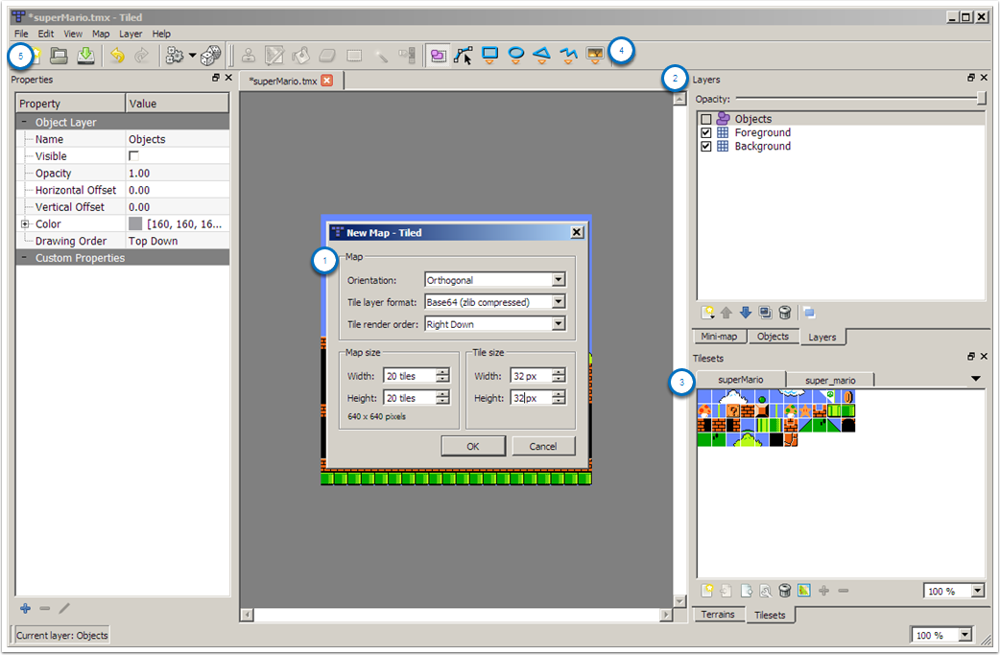 *superMario.tmx - Tiled
File Edit View Map Layer Help
5
4
Properties
Property Value
Object Layer
Name Objects
Visible
Opacity 1.00
Horizontal Offset 0.00
Vertical Offset 0.00
Color [160, 160, 16...
Drawing Order Top Down
Custom Properties
*superMario.tmx
New Map - Tiled
1
Map
Orientation: Orthogonal
Tile layer format: Base64 (zlib compressed)
Tile render order: Right Down
Map size
Width: 20 tiles
Height: 20 tiles
640 x 640 pixels
Tile size
Width: 32 px
Height: 32 px
OK Cancel
2
Layers
Opacity:
Objects
Foreground
Background
Mini-map Objects Layers
Tilesets
3
superMario super_mario
100 %
Terrains Tilesets
Current layer: Objects
100 %